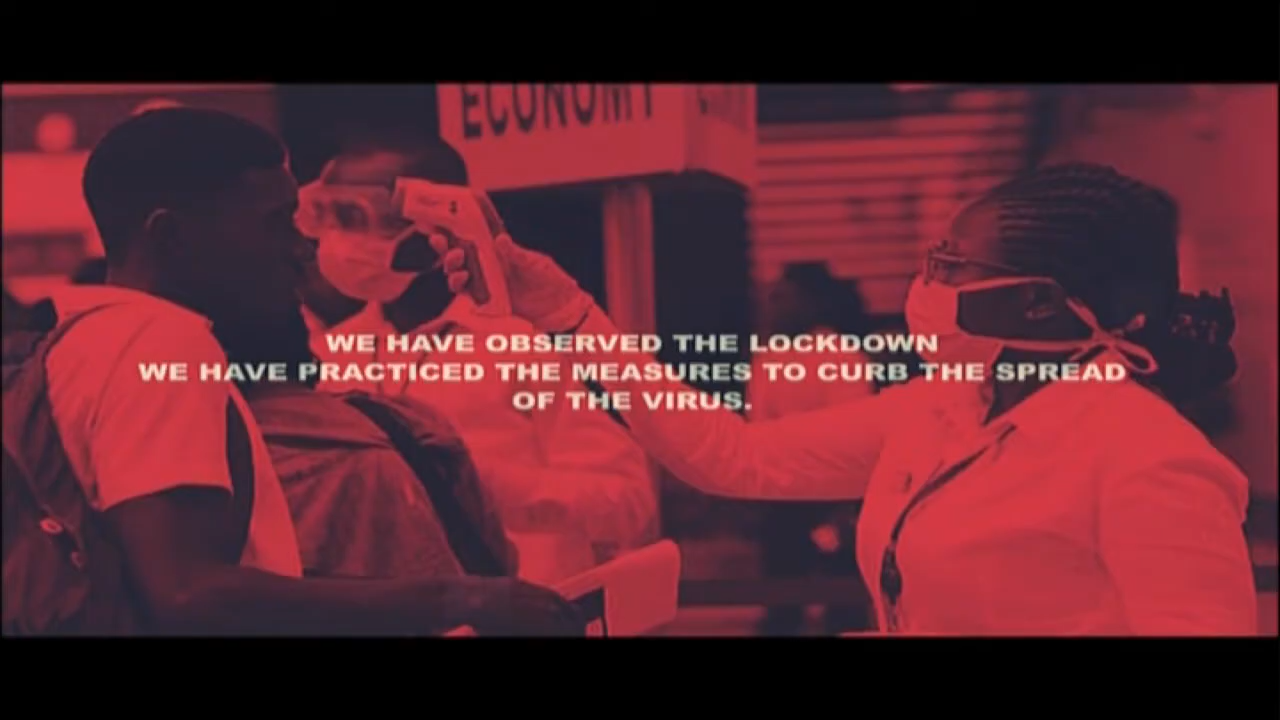 ECONOMY
WE HAVE OBSERVED THE LOCKDOWN
WE HAVE PRACTICED THE MEASURES TO CURB THE SPREAD
OF THE VIRUS.